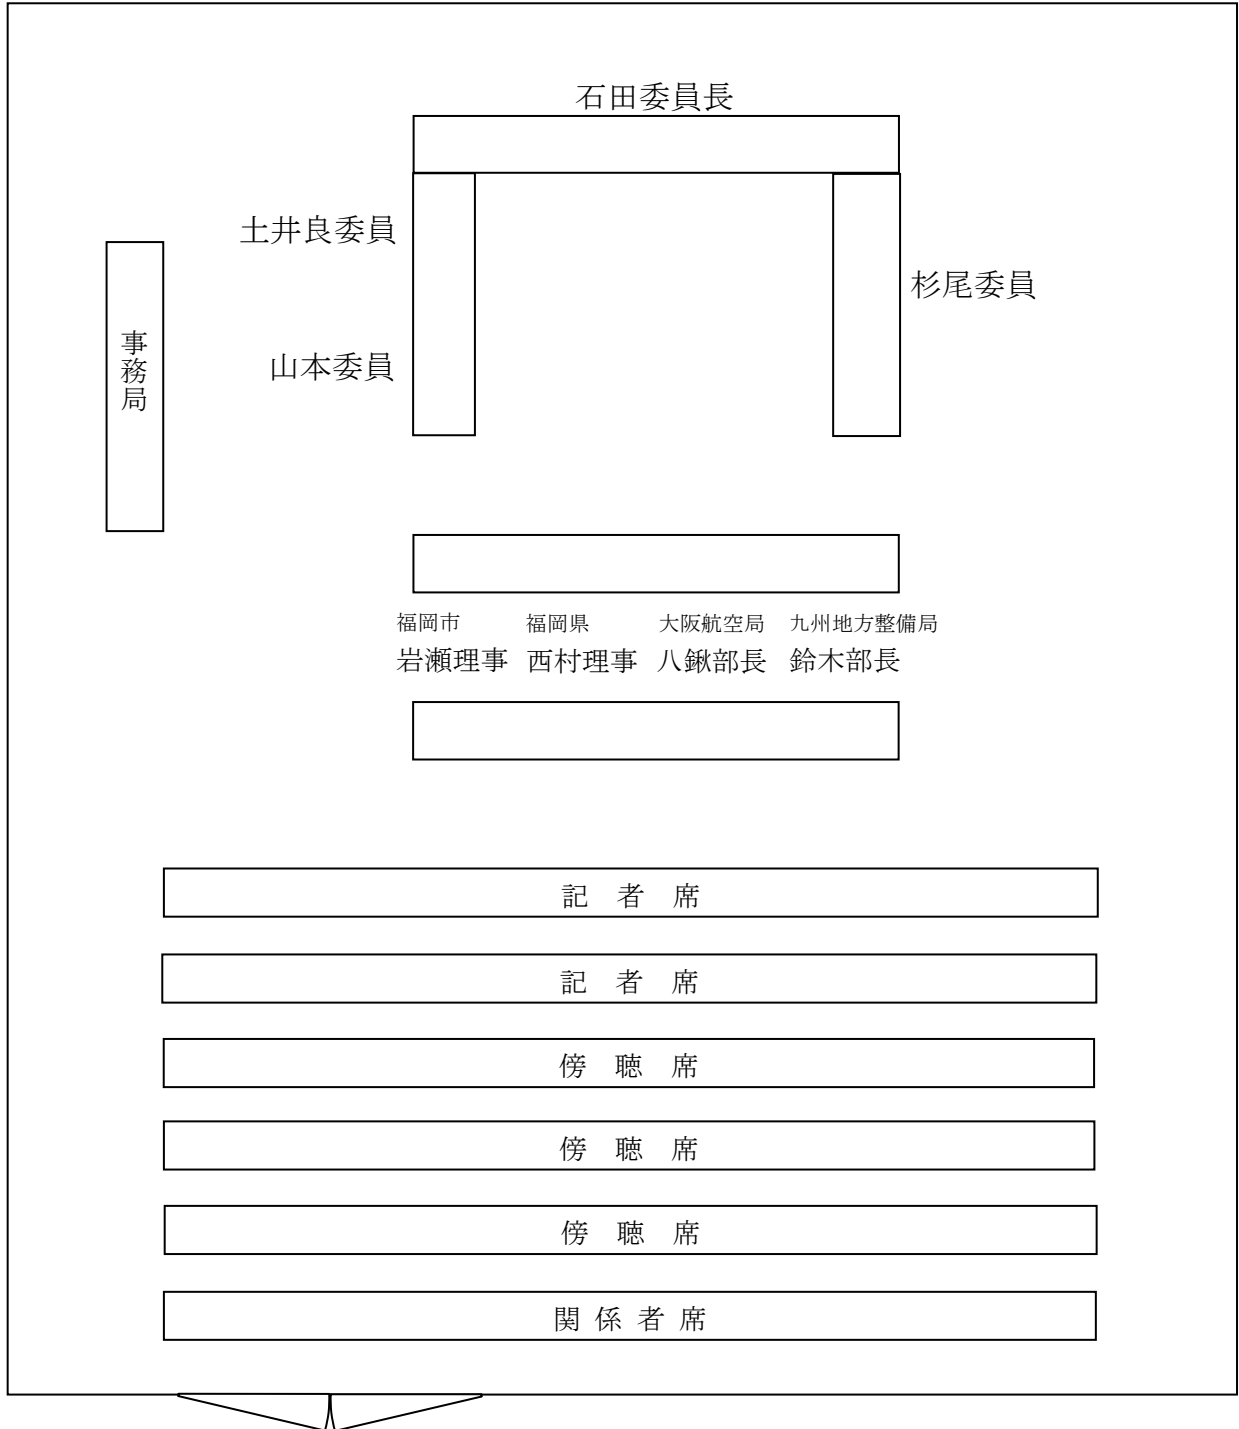 石田委員長
土井良委員
杉尾委員
事務局
山本委員
福岡市 福岡県 大阪航空局 九州地方整備局
岩瀬理事 西村理事 八鍬部長 鈴木部長
記 者 席
記 者 席
傍 聴 席
傍 聴 席
傍 聴 席
関 係 者 席